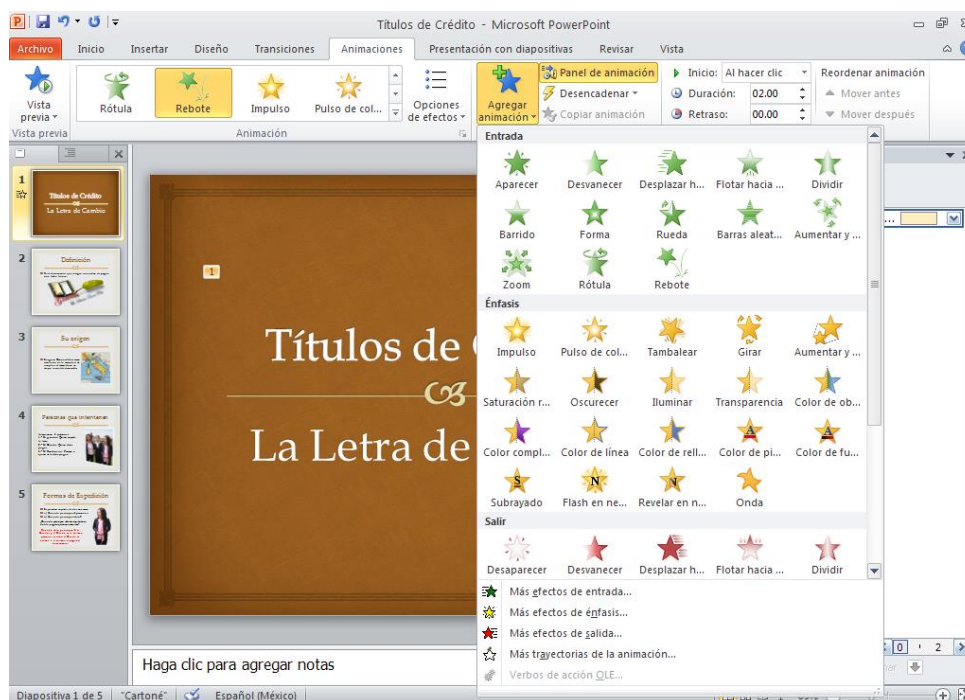 Títulos de Crédito - Microsoft PowerPoint
Archivo Inicio Insertar Diseño Transiciones Animaciones Presentación con diapositivas Revisar Vista
Vista previa
Rótula Rebote Impulso Pulso de col...
Opciones de efectos
Agregar animación
Panel de animación
Desencadenar
Copiar animación
Inicio: Al hacer clic
Duración: 02.00
Retraso: 00.00
Reordenar animación
Mover antes
Mover después
Vista previa
Animación
Entrada
Aparecer Desvanecer Desplazar h... Flotar hacia ... Dividir
Barrido Forma Rueda Barras aleat... Aumentar y ...
Zoom Rótula Rebote
Énfasis
Impulso Pulso de col... Tambalear Girar Aumentar y ...
Saturación r... Oscurecer Iluminar Transparencia Color de ob...
Color compl... Color de línea Color de rell... Color de pi... Color de fu...
Subrayado Flash en ne... Revelar en n... Onda
Salir
Desaparecer Desvanecer Desplazar h... Flotar hacia ... Dividir
Más efectos de entrada...
Más efectos de énfasis...
Más efectos de salida...
Más trayectorias de la animación...
Verbos de acción OLE...
1
Títulos de Crédito
La Letra de Cambio
2
Definición
3
Su origen
4
Personas que intervienen
5
Formas de Expedición
1
Títulos de
La Letra de
...
0 2
Haga clic para agregar notas
Diapositiva 1 de 5 "Cartoné" Español (México)